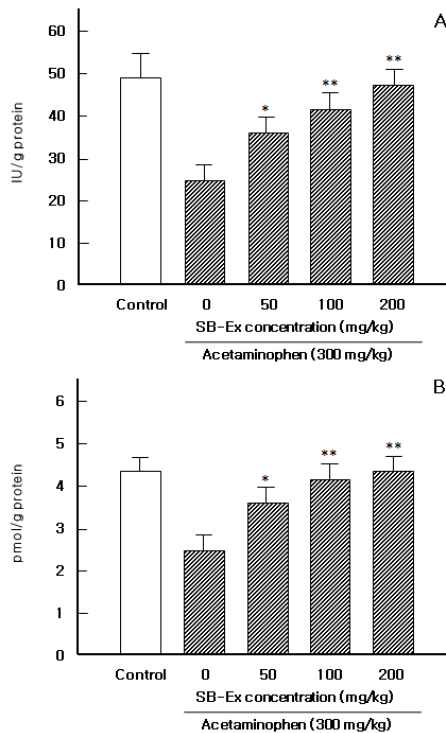 A
60
50
40
30
20
10
0
IU/g protein
* ** **
Control 0 50 100 200
SB-Ex concentration (mg/kg)
Acetaminophen (300 mg/kg)
B
6
5
4
3
2
1
0
pmol/g protein
* ** **
Control 0 50 100 200
SB-Ex concentration (mg/kg)
Acetaminophen (300 mg/kg)